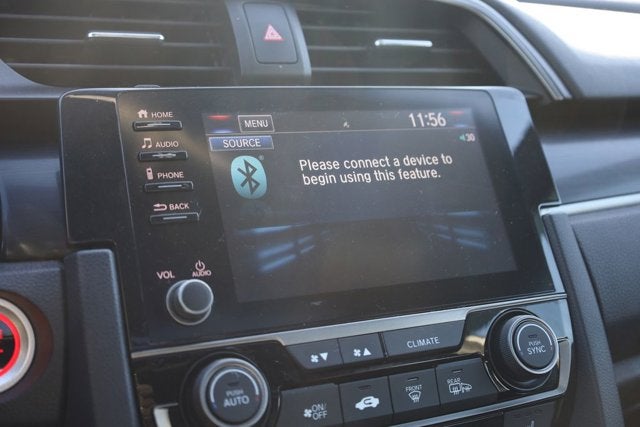 HOME
MENU
11:56
SOURCE
30
AUDIO
Please connect a device to
begin using this feature.
PHONE
BACK
VOL
AUDIO
CLIMATE
PUSH
SYNC
PUSH
AUTO
ON/
OFF
FRONT
REAR